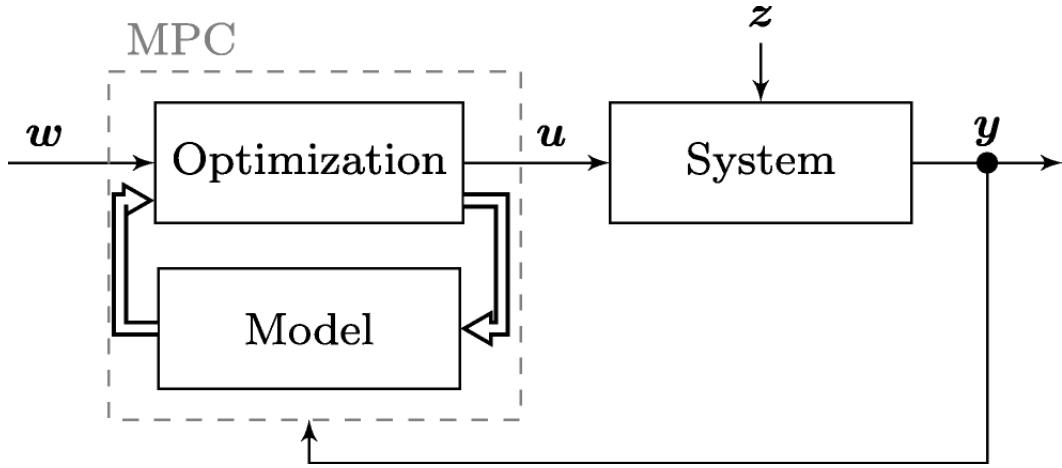 MPC
z
w
Optimization
u
System
y
Model